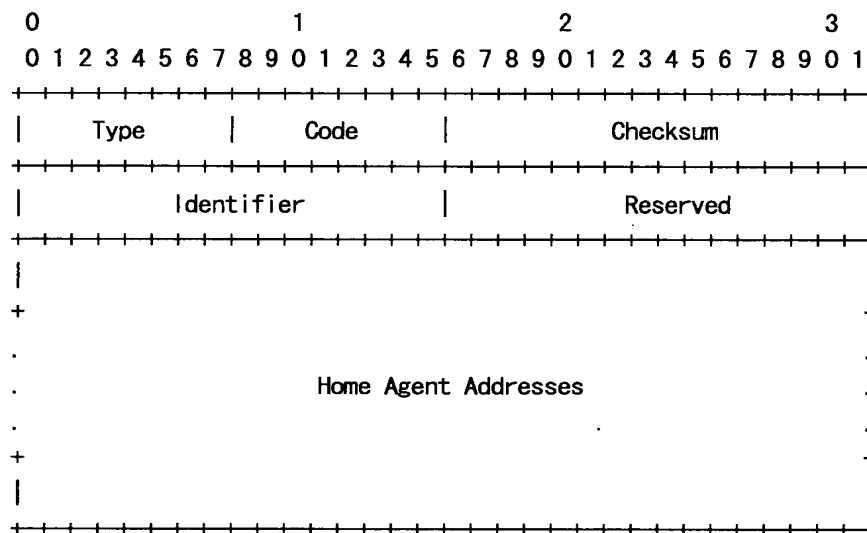 0 1 2 3
0 1 2 3 4 5 6 7 8 9 0 1 2 3 4 5 6 7 8 9 0 1 2 3 4 5 6 7 8 9 0 1
+-+-+-+-+-+-+-+-+-+-+-+-+-+-+-+-+-+-+-+-+-+-+-+-+-+-+-+-+-+-+-+-
| Type | Code | Checksum
+-+-+-+-+-+-+-+-+-+-+-+-+-+-+-+-+-+-+-+-+-+-+-+-+-+-+-+-+-+-+-+-
| Identifier | Reserved
+-+-+-+-+-+-+-+-+-+-+-+-+-+-+-+-+-+-+-+-+-+-+-+-+-+-+-+-+-+-+-+-
|
+
.
. Home Agent Addresses .
.
+
|
+-+-+-+-+-+-+-+-+-+-+-+-+-+-+-+-+-+-+-+-+-+-+-+-+-+-+-+-+-+-+-+-